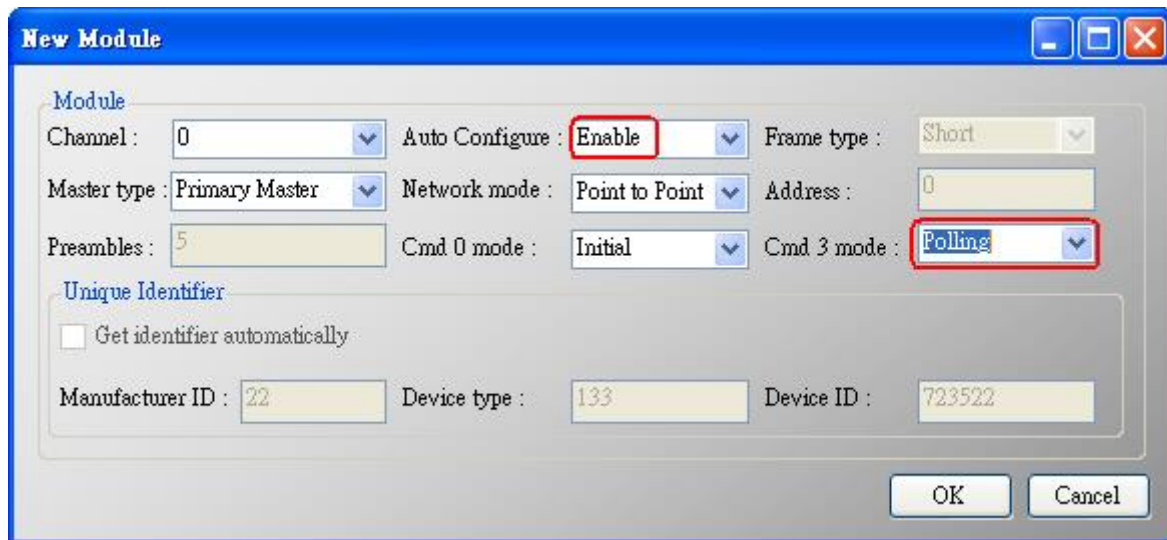 New Module
Module
Channel : 0 Auto Configure : Enable Frame type : Short
Master type : Primary Master Network mode : Point to Point Address : 0
Preambles : 5 Cmd 0 mode : Initial Cmd 3 mode : Polling
Unique Identifier
Get identifier automatically
Manufacturer ID : 22 Device type : 133 Device ID : 723522
OK Cancel